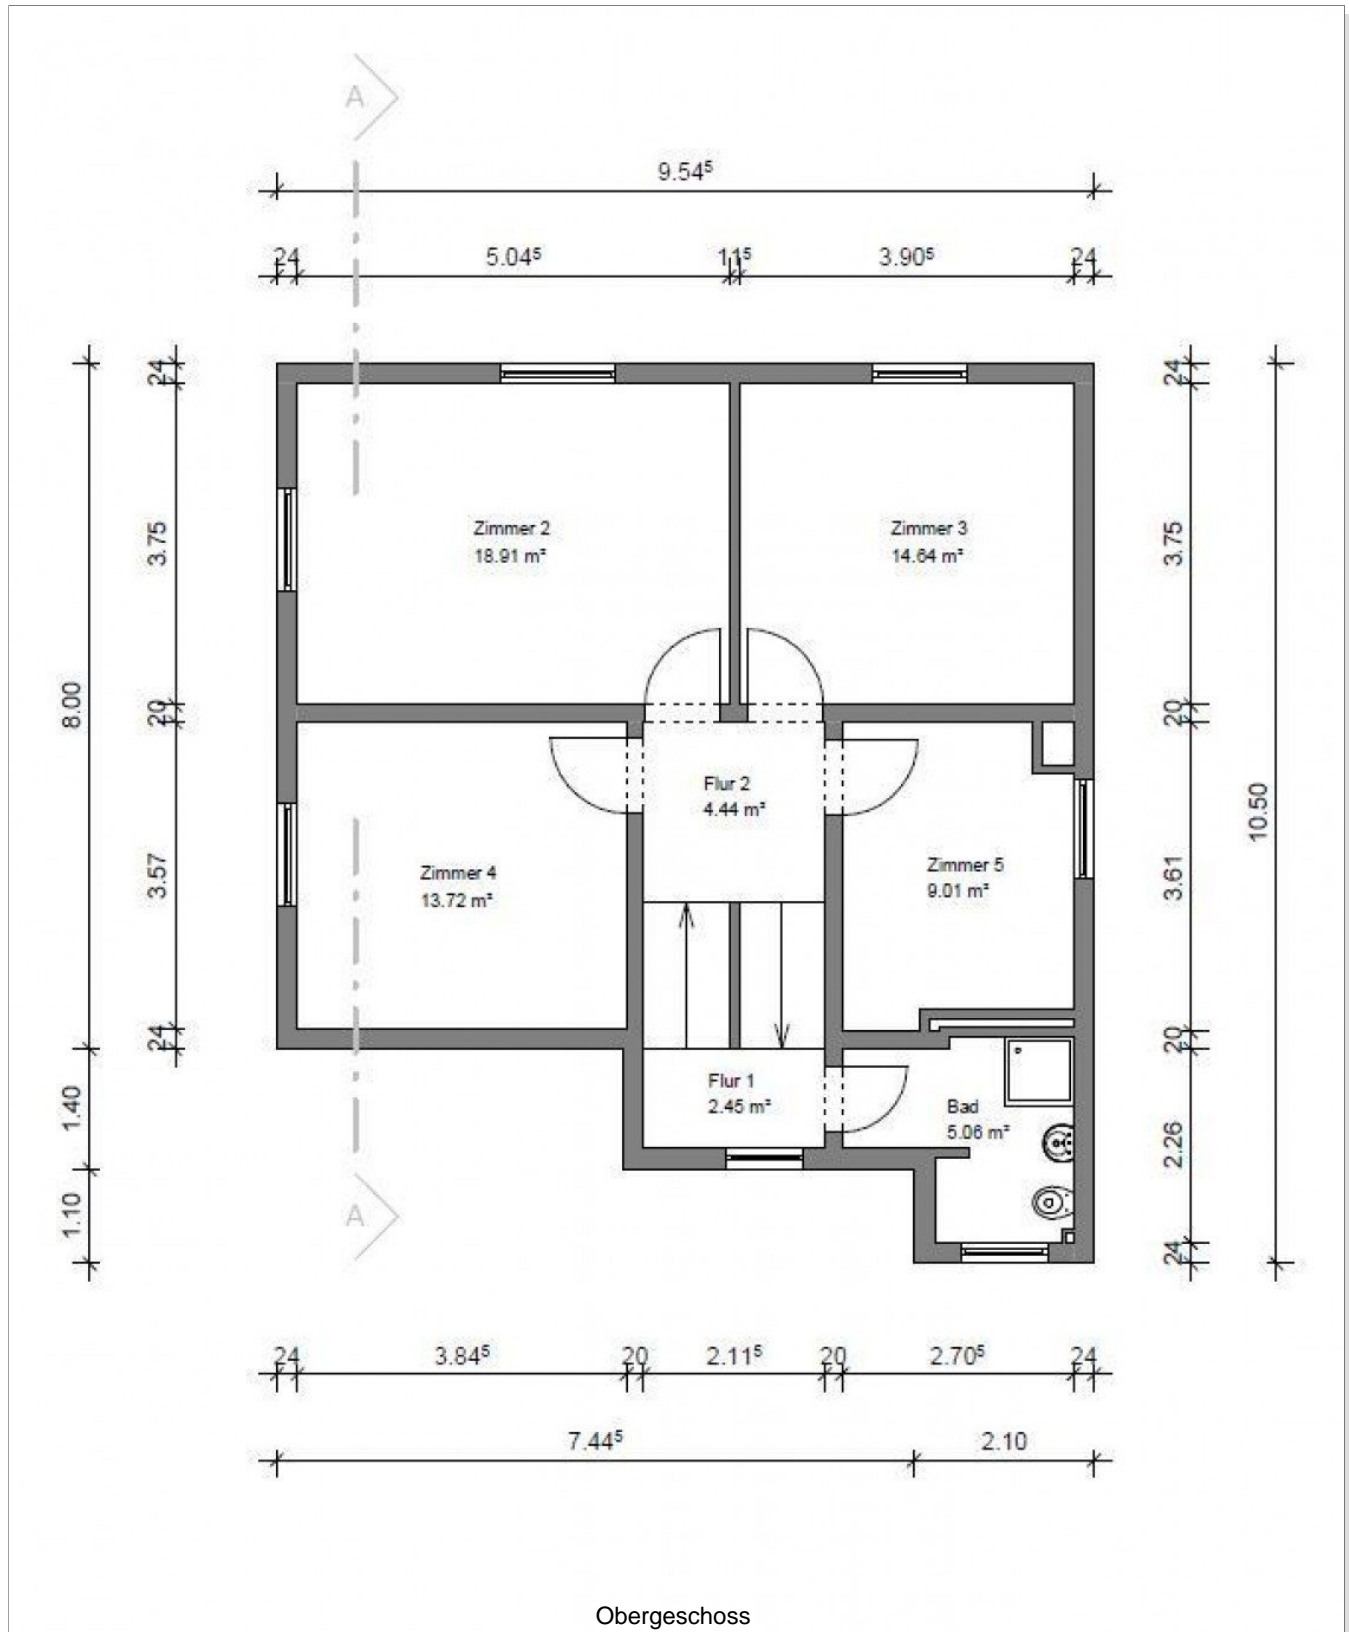 A
9.54⁵
24 5.04⁵ 11⁵ 3.90⁵ 24
24
3.75
20
3.57
24
8.00
1.40
1.10
24
3.75
20
3.61
20
2.26
24
10.50
Zimmer 2
18.91 m²
Zimmer 3
14.64 m²
Flur 2
4.44 m²
Zimmer 4
13.72 m²
Zimmer 5
9.01 m²
Flur 1
2.45 m²
Bad
5.06 m²
A
24 3.84⁵ 20 2.11⁵ 20 2.70⁵ 24
7.44⁵ 2.10
Obergeschoss